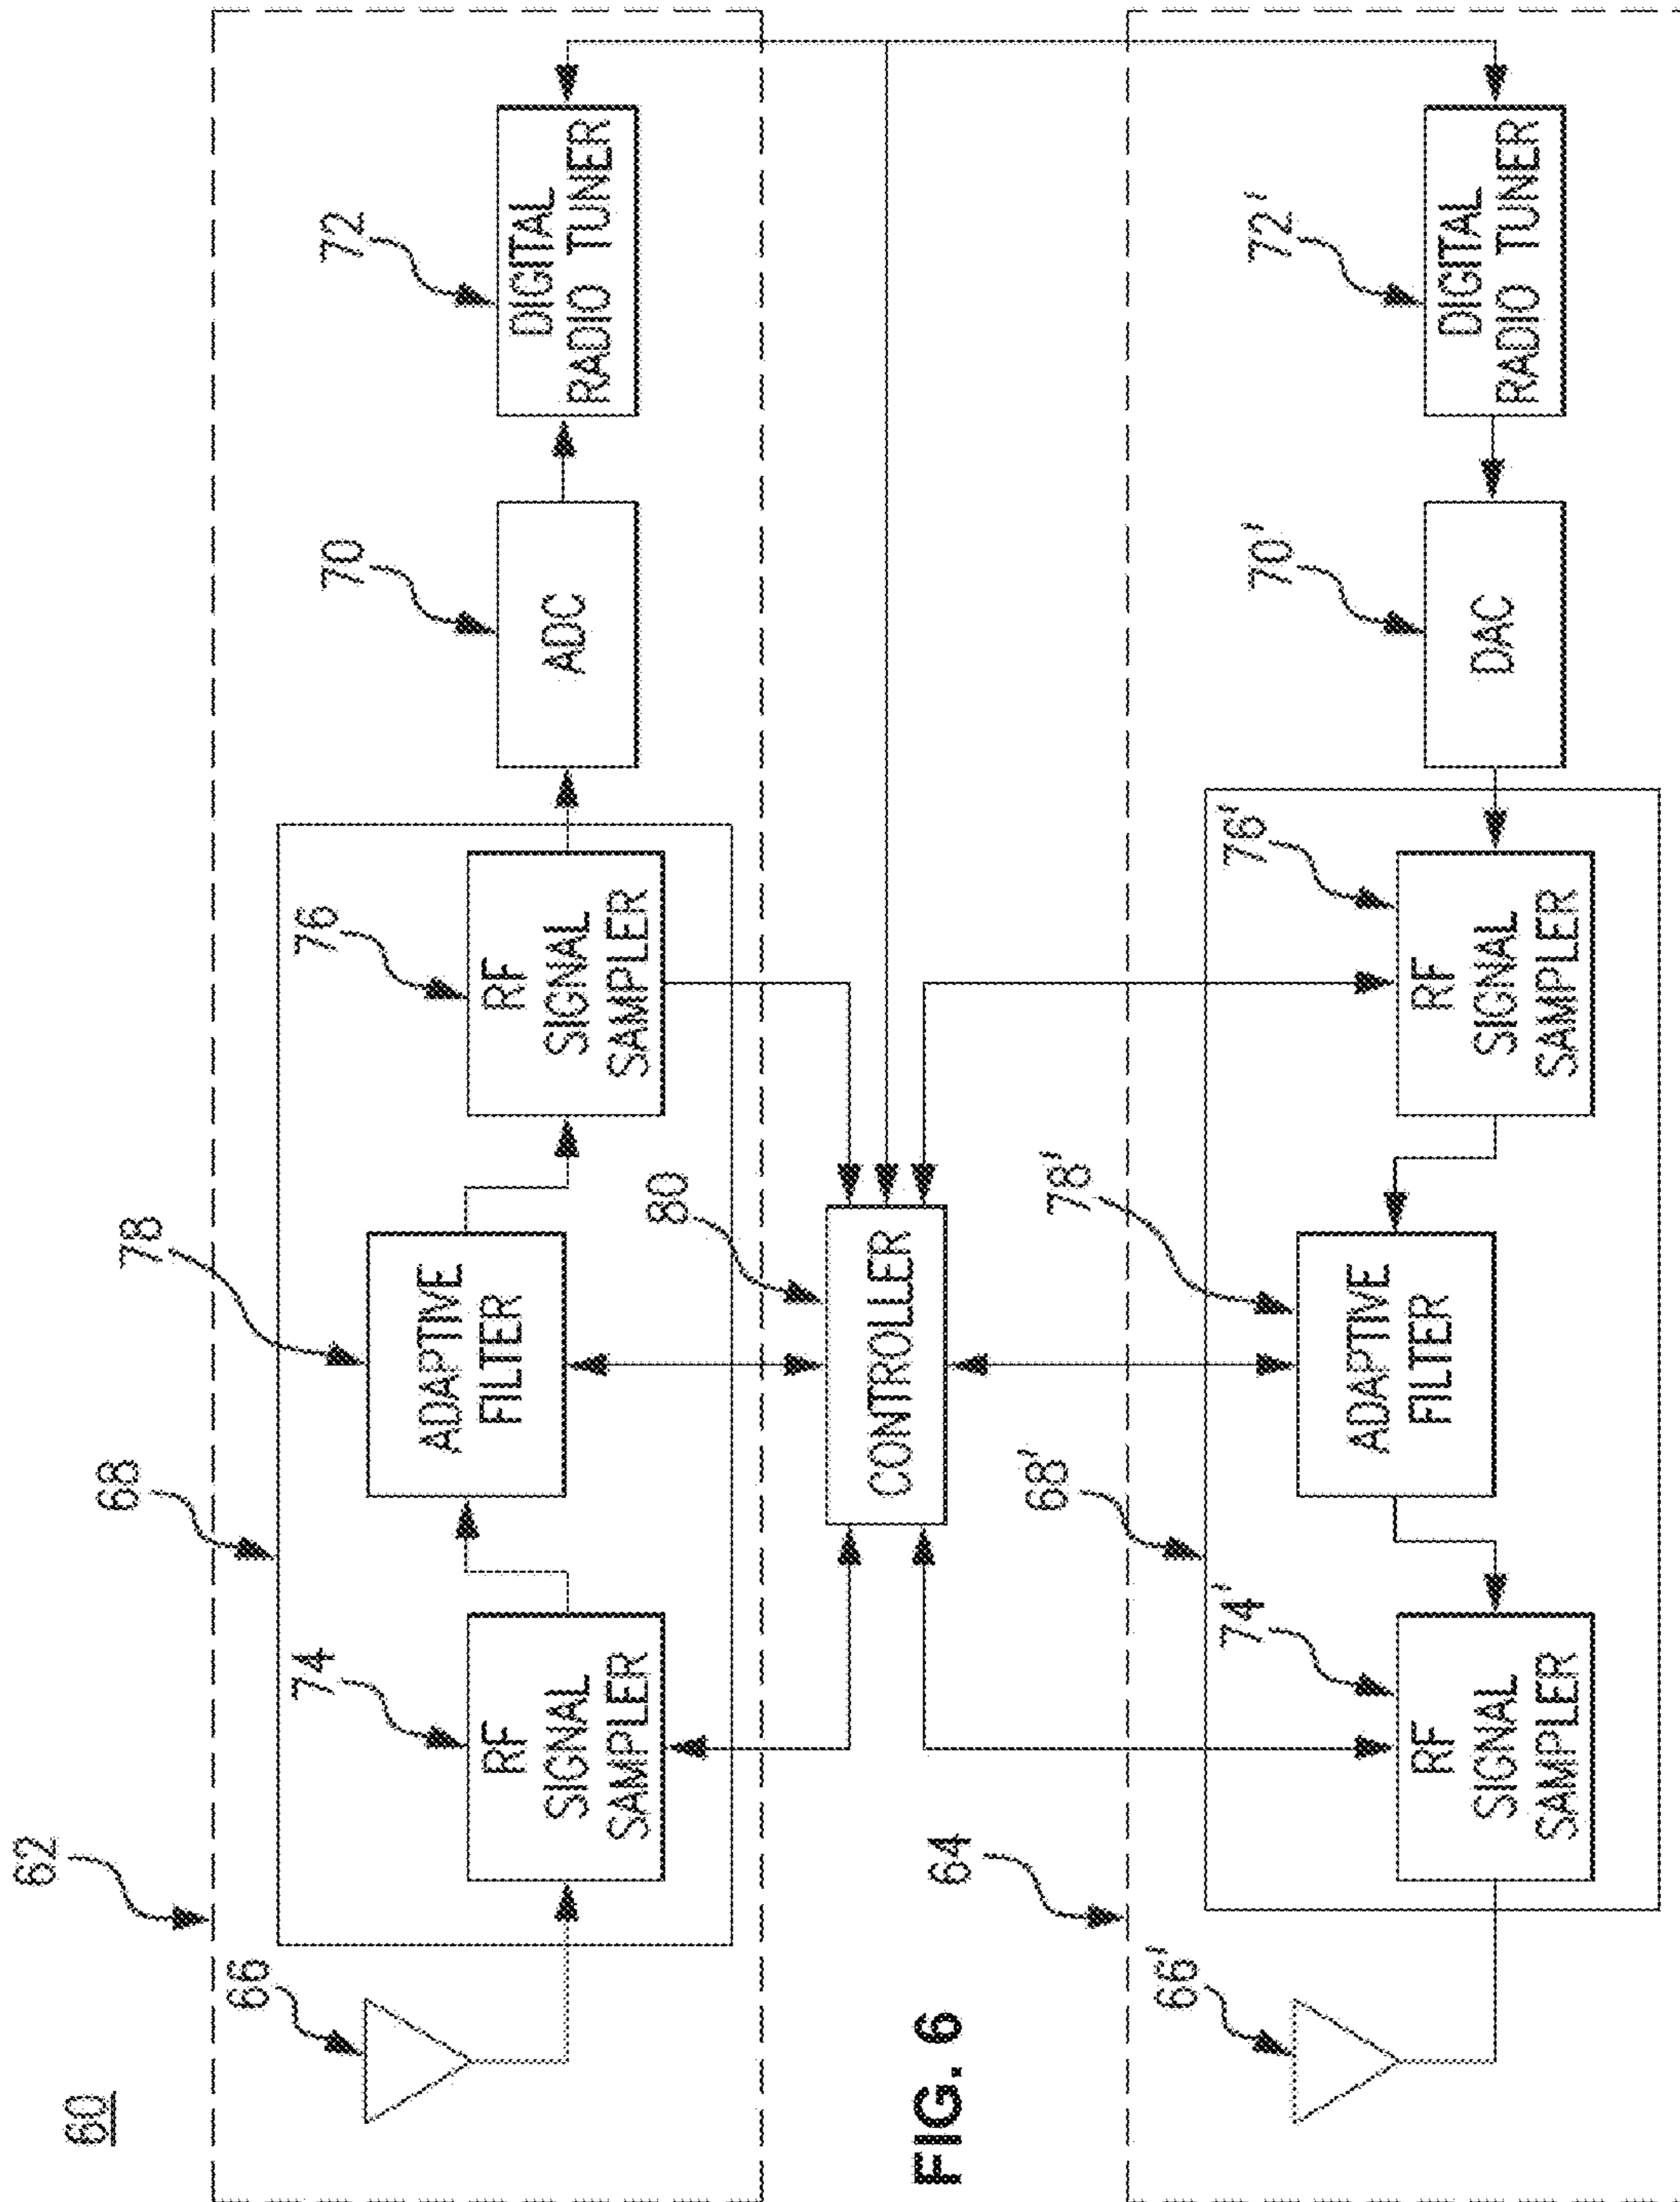 60
62
66
68
74
RF
SIGNAL
SAMPLER
78
ADAPTIVE
FILTER
76
RF
SIGNAL
SAMPLER
70
ADC
72
DIGITAL
RADIO TUNER
80
CONTROLLER
FIG. 6
64
66'
68'
74'
RF
SIGNAL
SAMPLER
78'
ADAPTIVE
FILTER
76'
RF
SIGNAL
SAMPLER
70'
DAC
72'
DIGITAL
RADIO TUNER